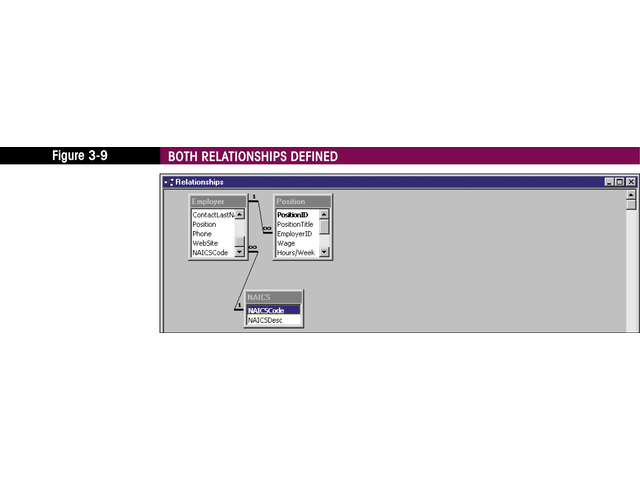 Figure 3-9
BOTH RELATIONSHIPS DEFINED
Relationships
Employer
ContactLastN
Position
Phone
WebSite
NAICSCode
1
∞
∞
1
Position
PositionID
PositionTitle
EmployerID
Wage
Hours/Week
NAICS
NAICSCode
NAICSDesc